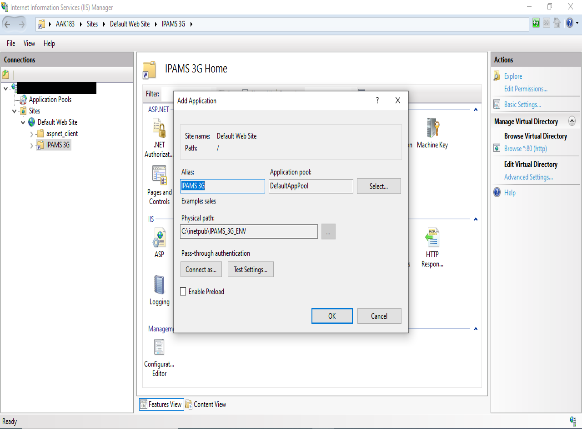 Internet Information Services (IIS) Manager
AAK183 Sites Default Web Site IPAMS 3G
File View Help
Connections
Application Pools
Sites
Default Web Site
aspnet_client
IPAMS 3G
IPAMS 3G Home
Filter:
ASP.NET
.NET
Authorizat...
Machine Key
Pages and
Controls
IIS
ASP
HTTP
Respon...
Logging
Managem
Configurat...
Editor
Features View Content View
Add Application
? X
Site name: Default Web Site
Path: /
Alias:
Application pool:
IPAMS 3G
DefaultAppPool
Select...
Example: sales
Physical path:
C:\inetpub\IPAMS_3G_ENV
...
Pass-through authentication
Connect as...
Test Settings...
Enable Preload
OK
Cancel
Actions
Explore
Edit Permissions...
Basic Settings...
Manage Virtual Directory
Browse Virtual Directory
Browse *:80 (http)
Edit Virtual Directory
Advanced Settings...
Help
Ready